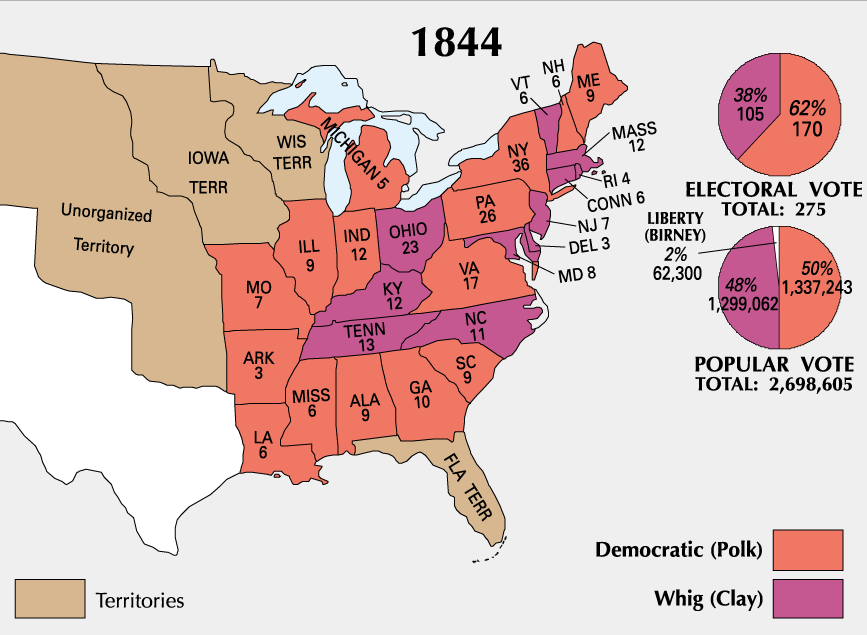 1844
VT
6
NH
6
ME
9
MASS
12
RI 4
CONN 6
NJ 7
DEL 3
MD 8
NY
36
PA
26
MICHIGAN 5
WIS
TERR
IOWA
TERR
Unorganized
Territory
ILL
9
IND
12
OHIO
23
MO
7
KY
12
VA
17
TENN
13
NC
11
ARK
3
SC
9
MISS
6
ALA
9
GA
10
LA
6
FLA TERR
38%
105
62%
170
ELECTORAL VOTE
TOTAL: 275
LIBERTY
(BIRNEY)
2%
62,300
48%
1,299,062
50%
1,337,243
POPULAR VOTE
TOTAL: 2,698,605
Democratic (Polk)
Whig (Clay)
Territories